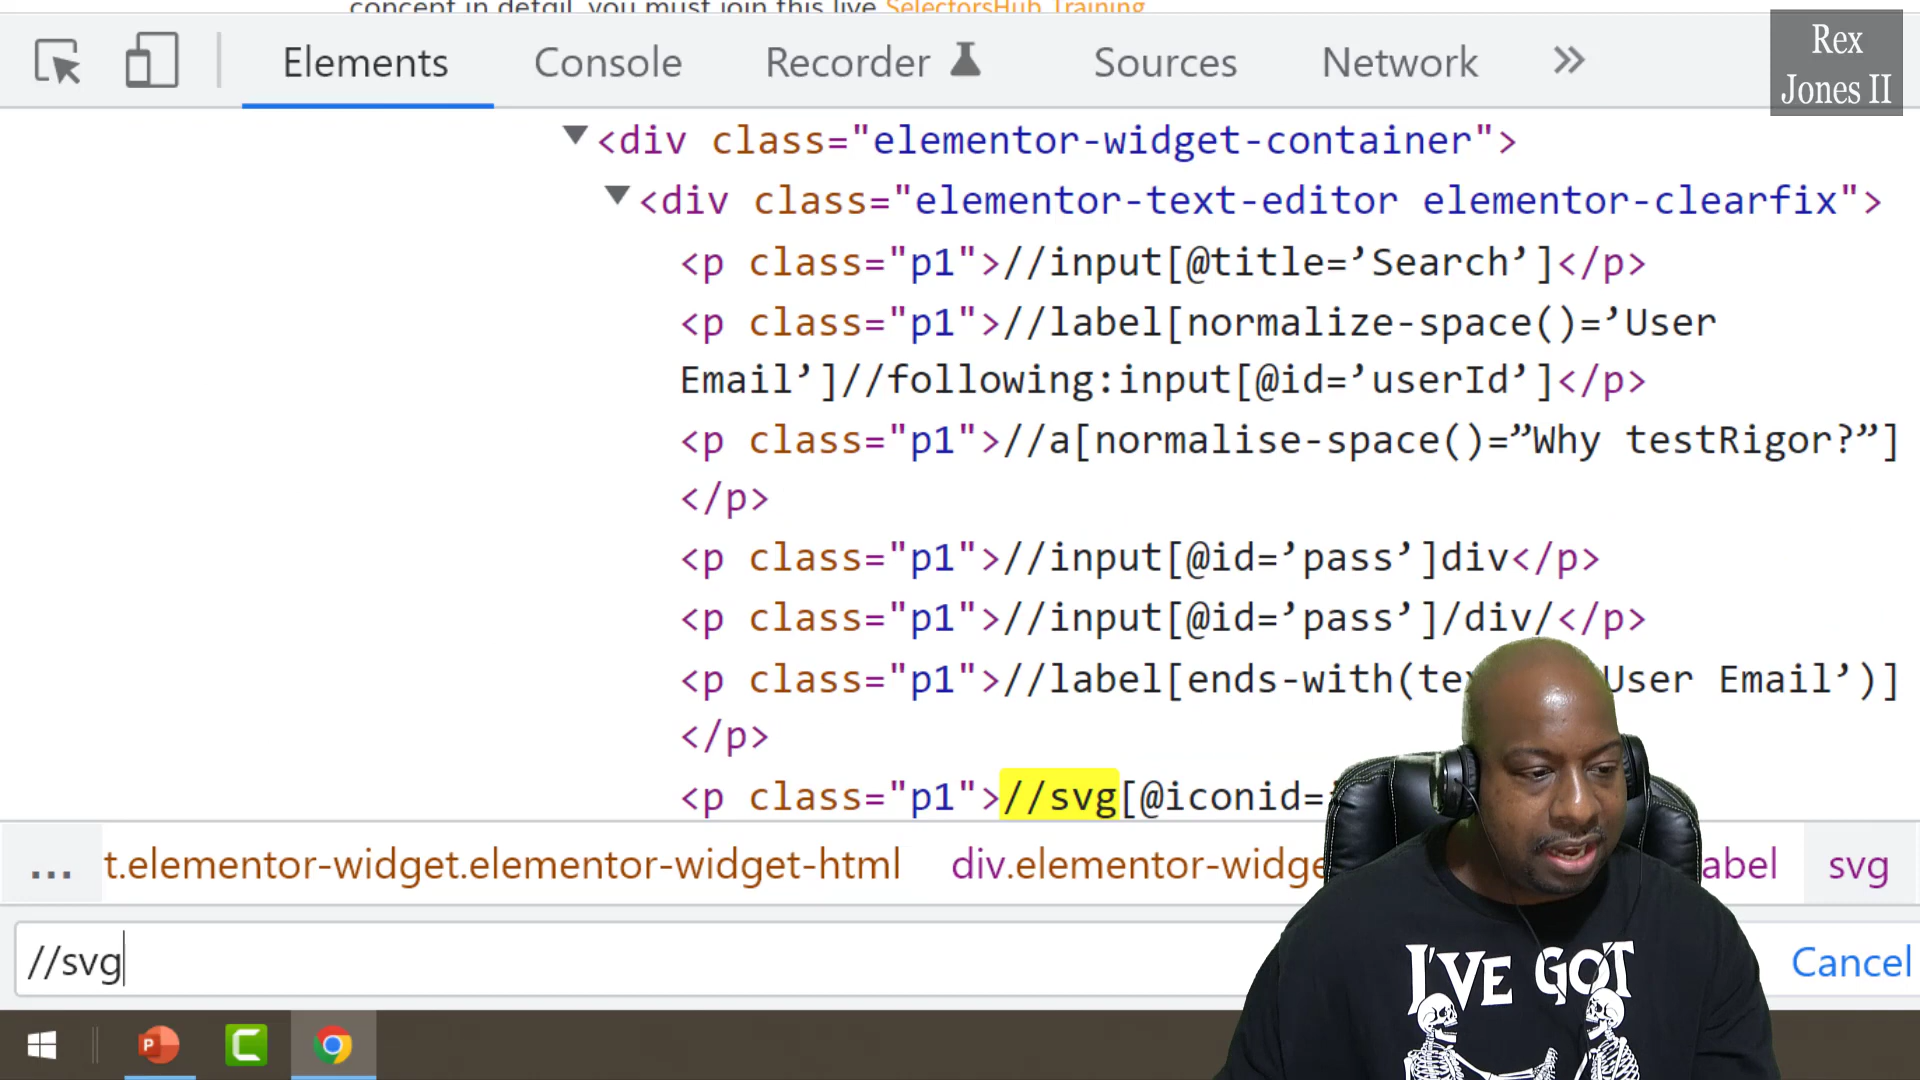 concept in detail, you must join this live SelectorsHub Training
Rex
Jones II
Elements Console Recorder Sources Network
<div class="elementor-widget-container">
<div class="elementor-text-editor elementor-clearfix">
<p class="p1">//input[@title=’Search’]</p>
<p class="p1">//label[normalize-space()=’User
Email’]//following:input[@id=’userId’]</p>
<p class="p1">//a[normalise-space()=”Why testRigor?”]
</p>
<p class="p1">//input[@id=’pass’]div</p>
<p class="p1">//input[@id=’pass’]/div/</p>
<p class="p1">//label[ends-with( User Email’)]
</p>
<p class="p1">//svg[@iconid=
... t.elementor-widget.elementor-widget-html div.elementor-widge abel svg
//svg
Cancel
I'VE GOT